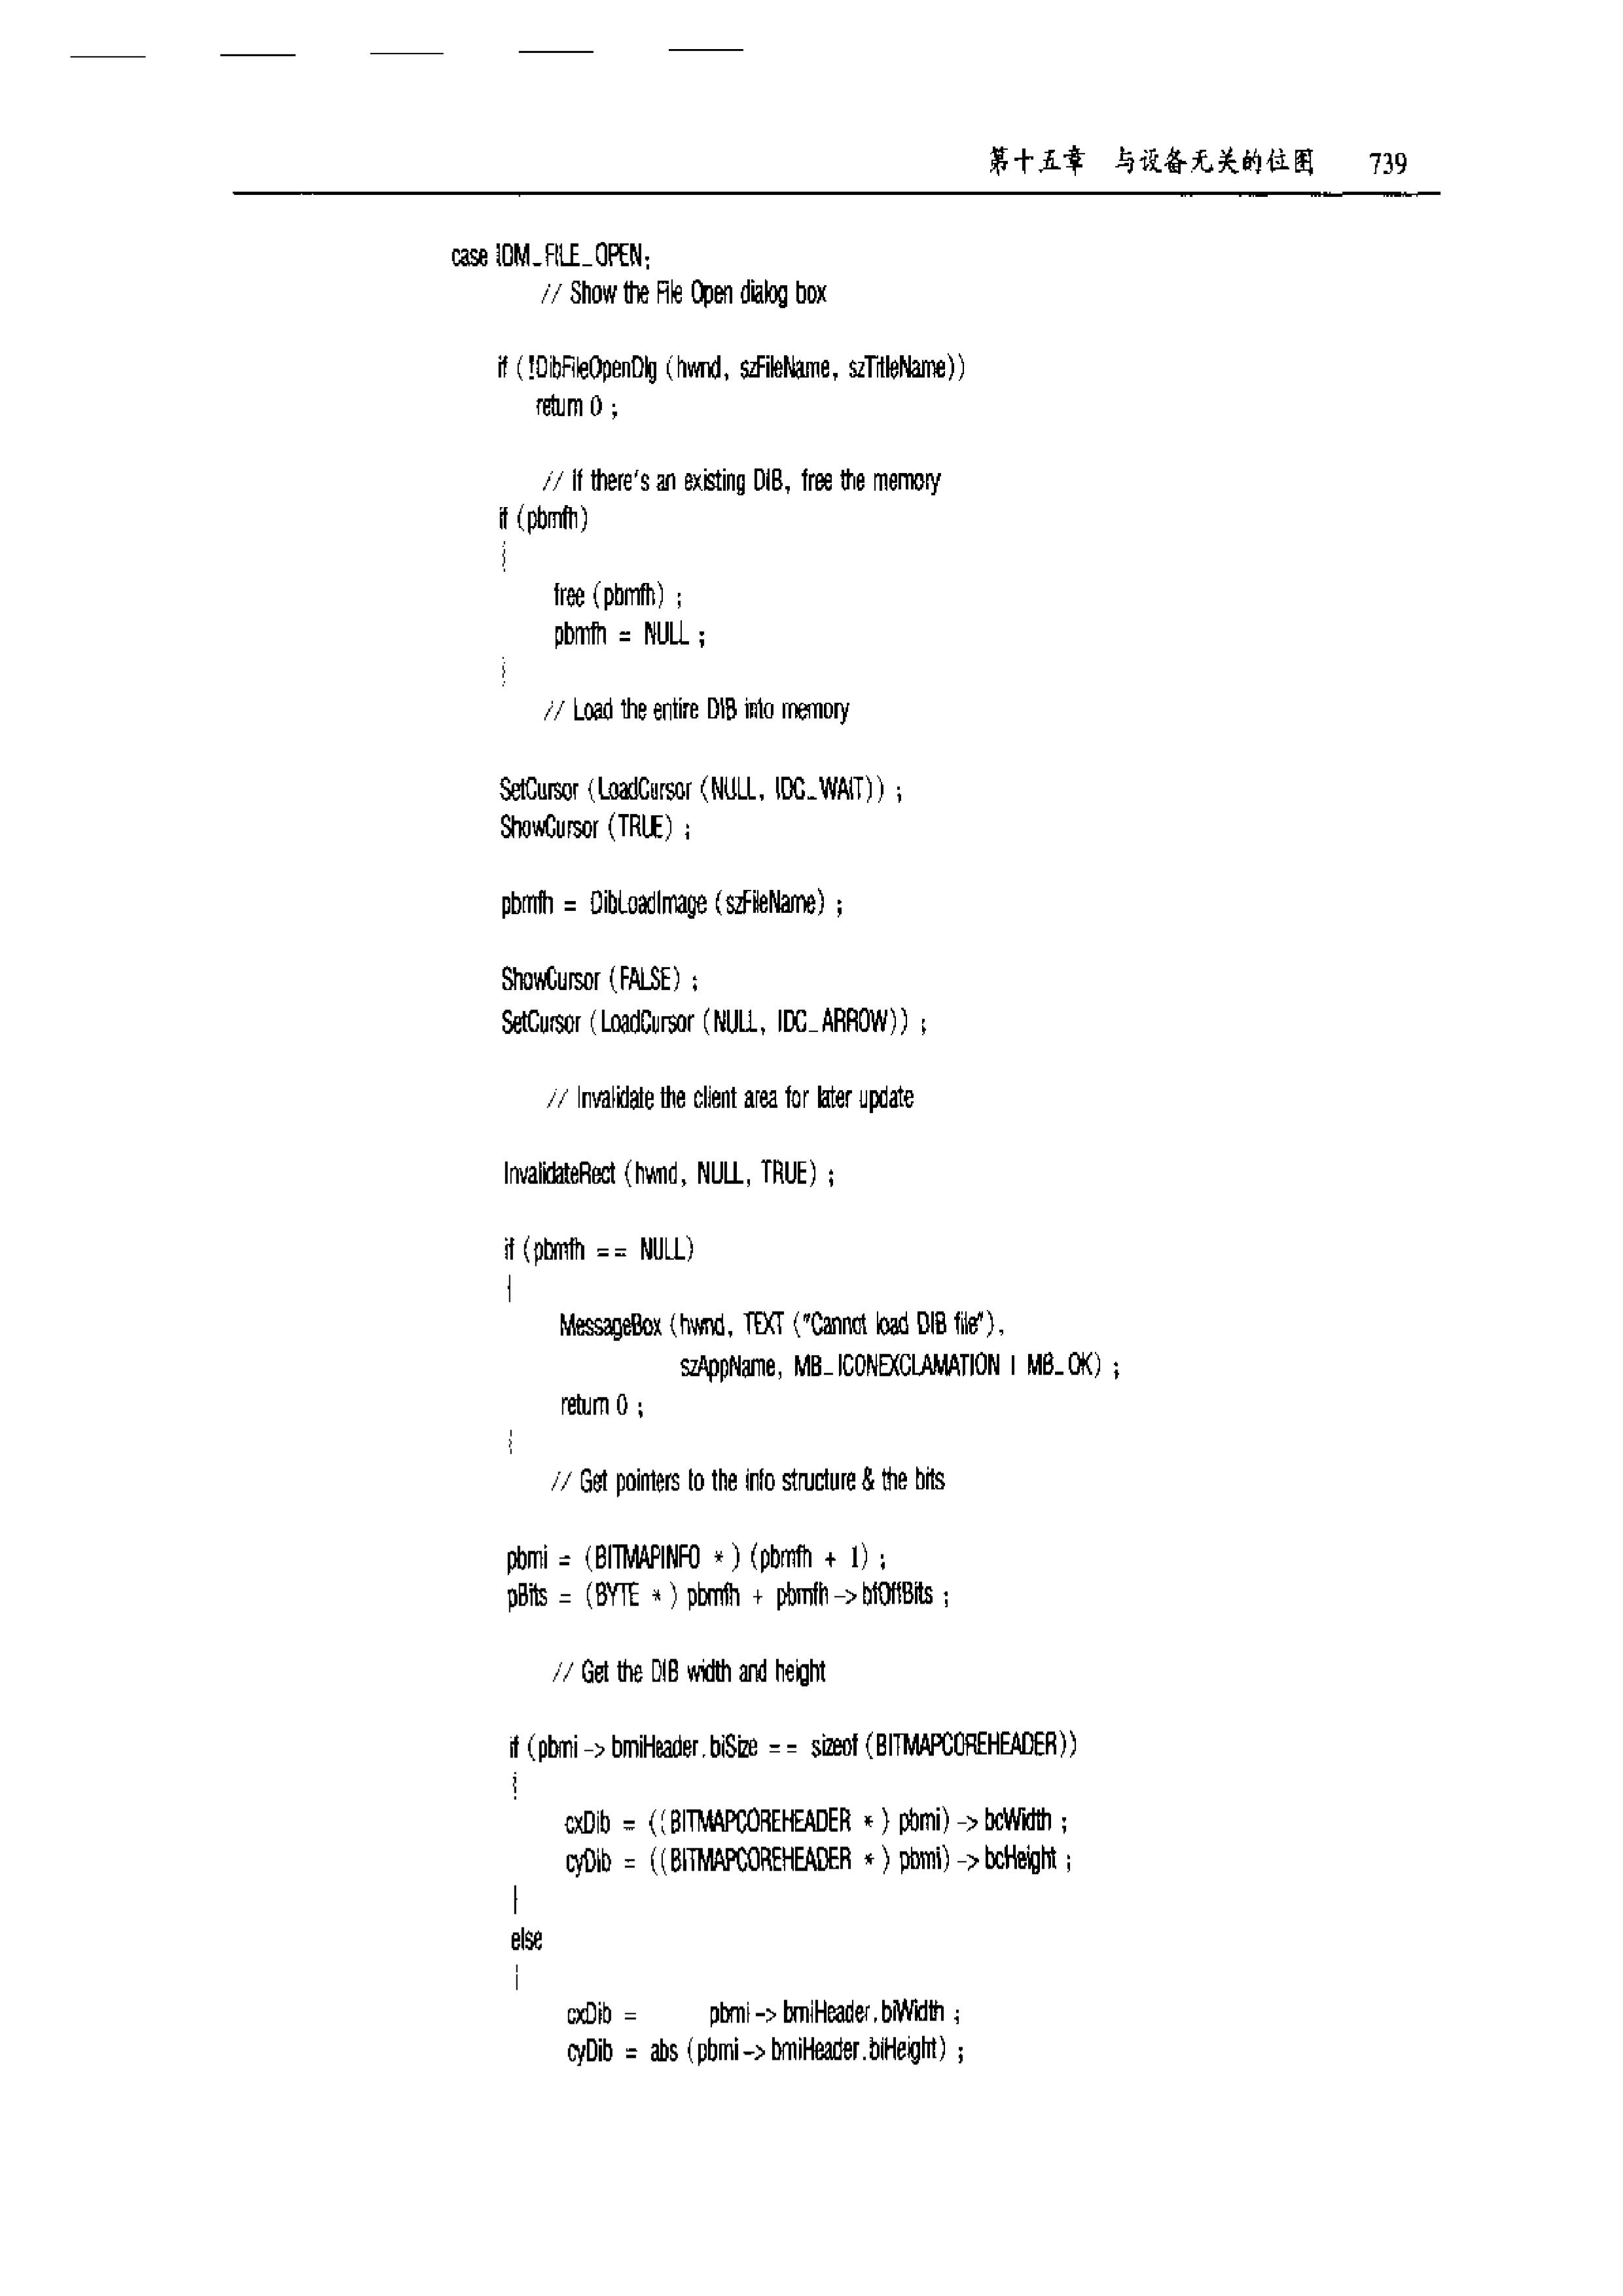 第十五章 与设备无关的位图 739
case IDM_FILE_OPEN:
// Show the File Open dialog box
if (!DibFileOpenDlg (hwnd, szFileName, szTitleName))
return 0 ;
// If there's an existing DIB, free the memory
if (pbmfh)
{
free (pbmfh) ;
pbmfh = NULL ;
}
// Load the entire DIB into memory
SetCursor (LoadCursor (NULL, IDC_WAIT)) ;
ShowCursor (TRUE) ;
pbmfh = DibLoadImage (szFileName) ;
ShowCursor (FALSE) ;
SetCursor (LoadCursor (NULL, IDC_ARROW)) ;
// Invalidate the client area for later update
InvalidateRect (hwnd, NULL, TRUE) ;
if (pbmfh == NULL)
{
MessageBox (hwnd, TEXT ("Cannot load DIB file"),
szAppName, MB_ICONEXCLAMATION | MB_OK) ;
return 0 ;
}
// Get pointers to the info structure & the bits
pbmi = (BITMAPINFO *) (pbmfh + 1) ;
pBits = (BYTE *) pbmfh + pbmfh->bfOffBits ;
// Get the DIB width and height
if (pbmi->bmiHeader.biSize == sizeof (BITMAPCOREHEADER))
{
cxDib = ((BITMAPCOREHEADER *) pbmi)->bcWidth ;
cyDib = ((BITMAPCOREHEADER *) pbmi)->bcHeight ;
}
else
{
cxDib = pbmi->bmiHeader.biWidth ;
cyDib = abs (pbmi->bmiHeader.biHeight) ;